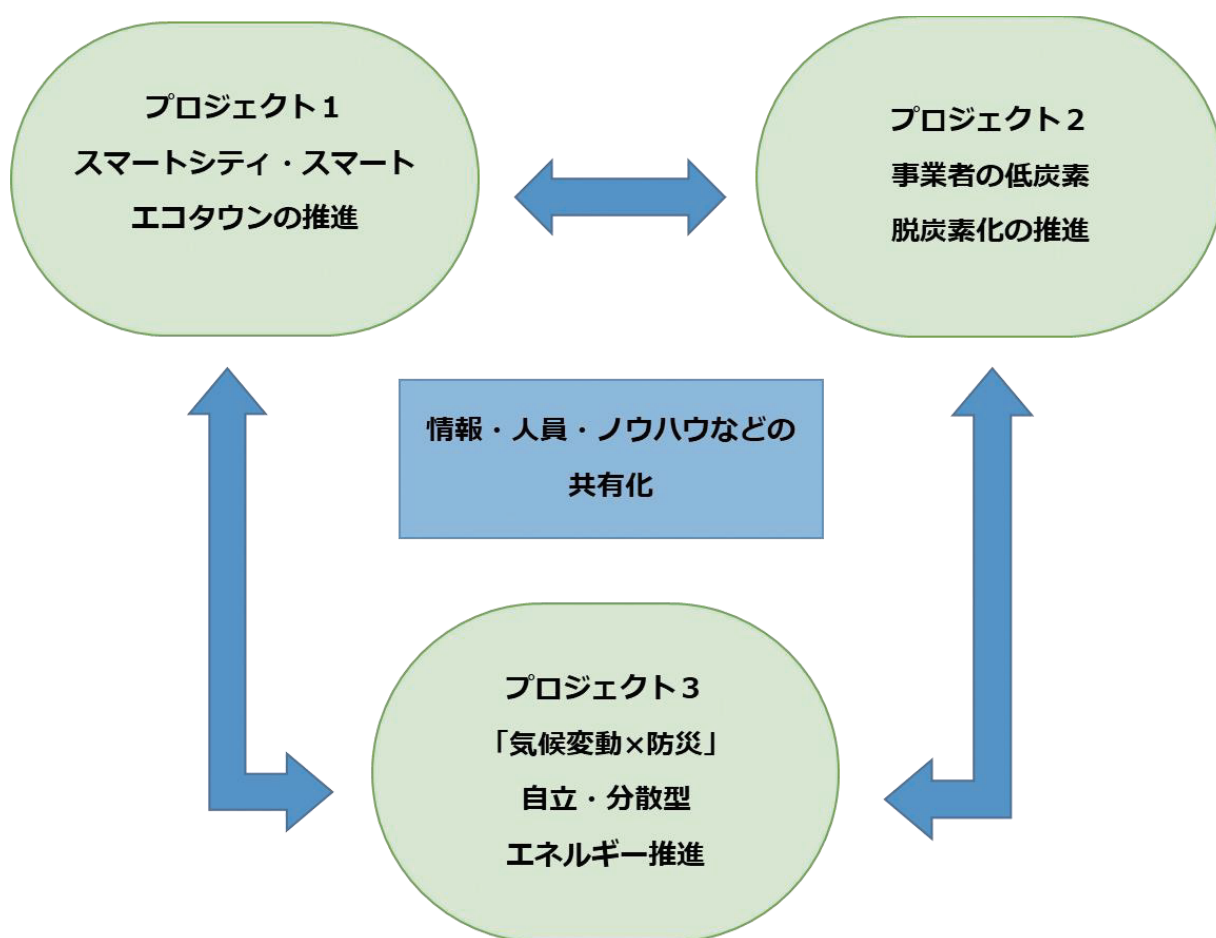 プロジェクト１
スマートシティ・スマート
エコタウンの推進
プロジェクト２
事業者の低炭素
脱炭素化の推進
情報・人員・ノウハウなどの
共有化
プロジェクト３
「気候変動×防災」
自立・分散型
エネルギー推進